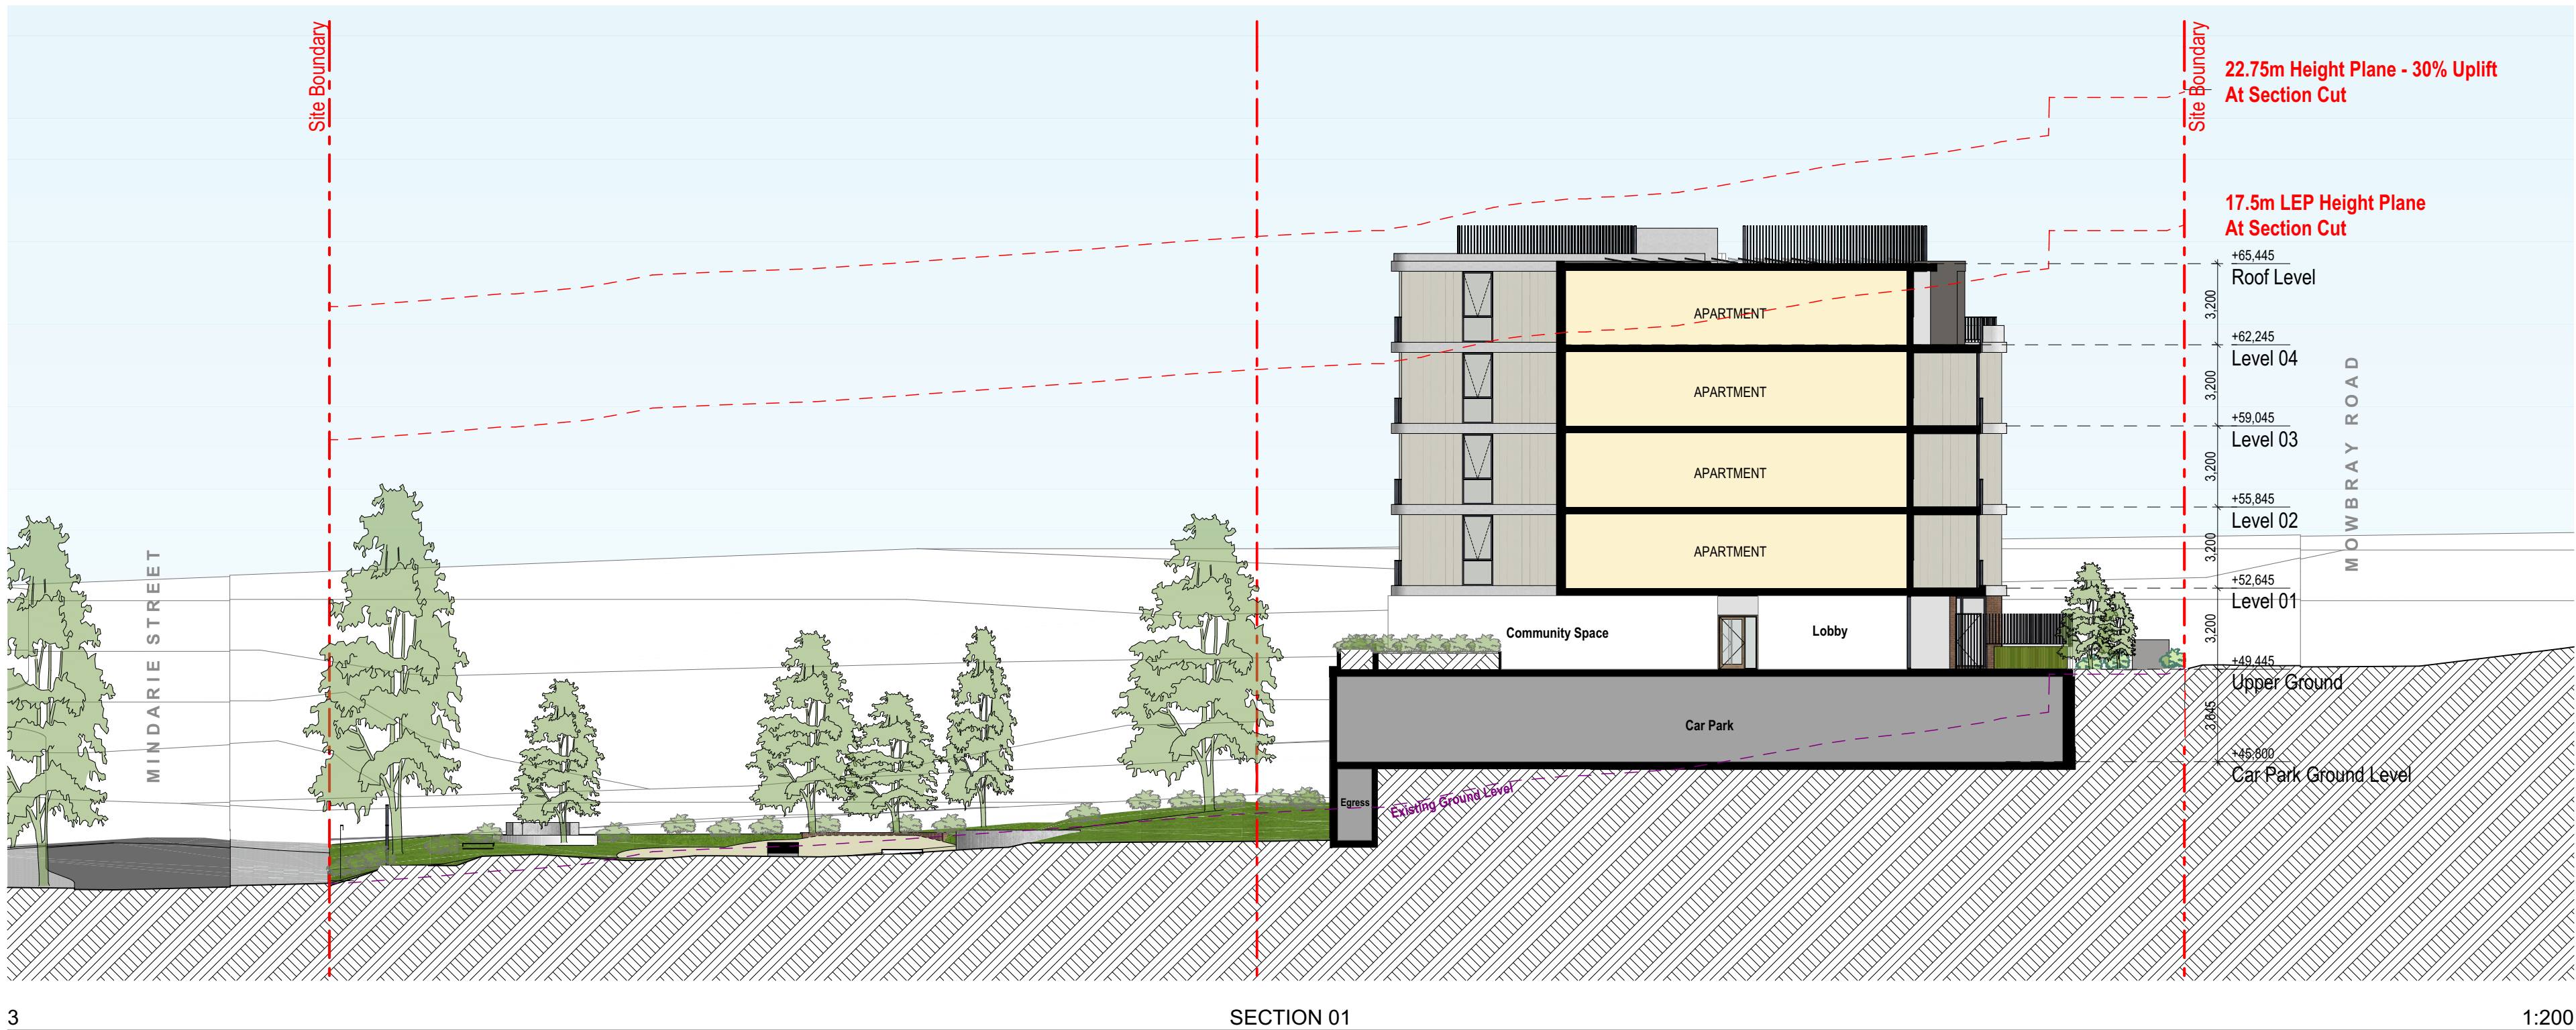 Site Boundary
Site Boundary
22.75m Height Plane - 30% Uplift
At Section Cut
17.5m LEP Height Plane
At Section Cut
+65,445
Roof Level
3,200
APARTMENT
+62,245
Level 04
3,200
APARTMENT
+59,045
Level 03
3,200
APARTMENT
+55,845
Level 02
3,200
APARTMENT
+52,645
Level 01
3,200
Community Space
Lobby
+49,445
Upper Ground
3,645
Car Park
+45,800
Car Park Ground Level
Egress
Existing Ground Level
MINDARIE STREET
MOWBRAY ROAD
3
SECTION 01
1:200